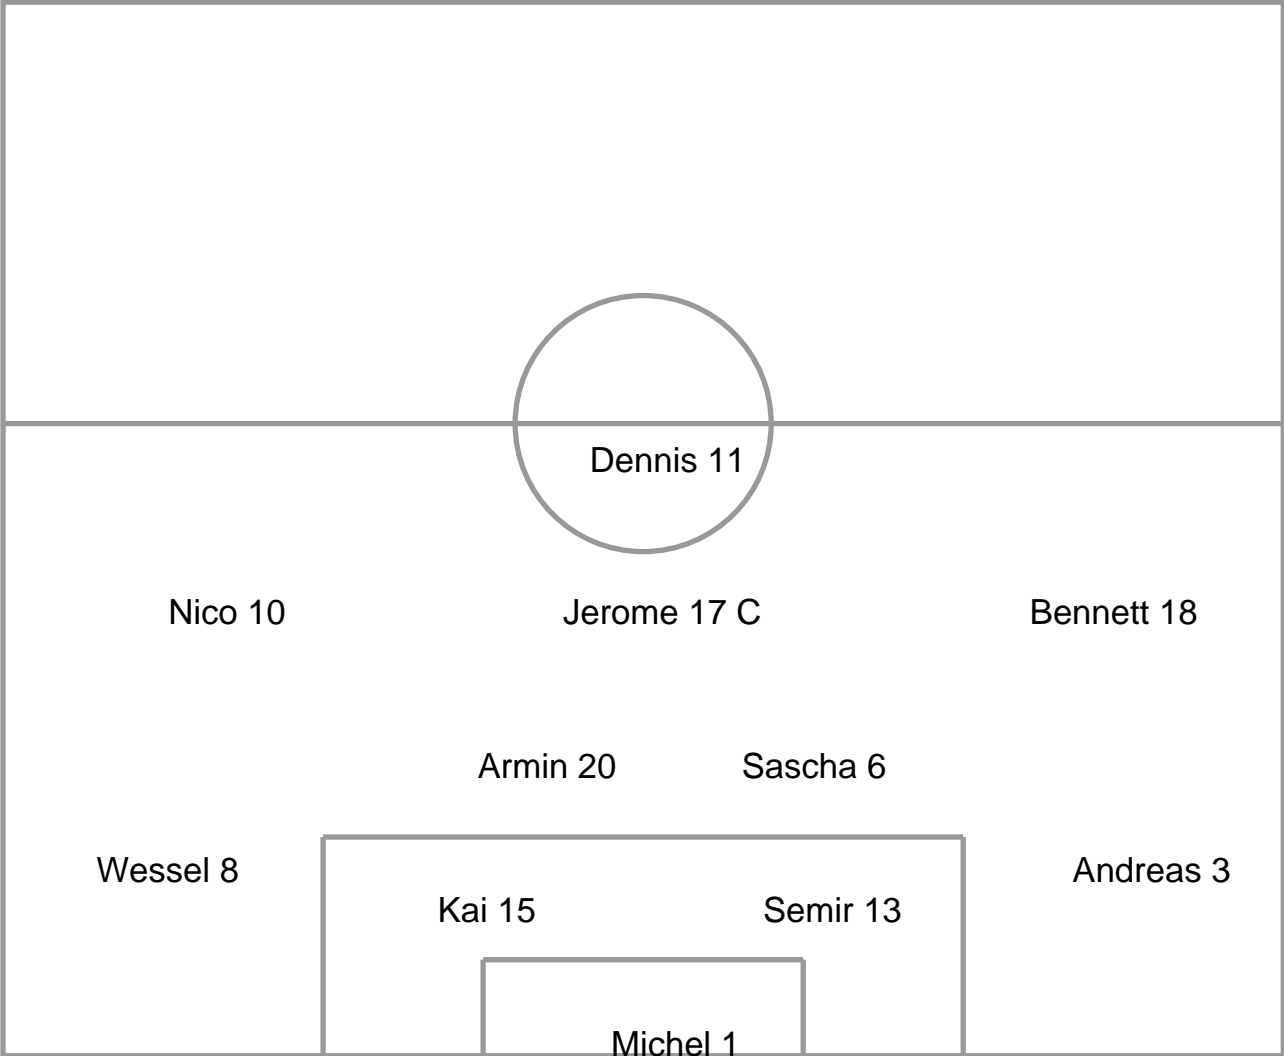 Dennis 11
Nico 10
Jerome 17 C
Bennett 18
Armin 20
Sascha 6
Wessel 8
Andreas 3
Kai 15
Semir 13
Michel 1